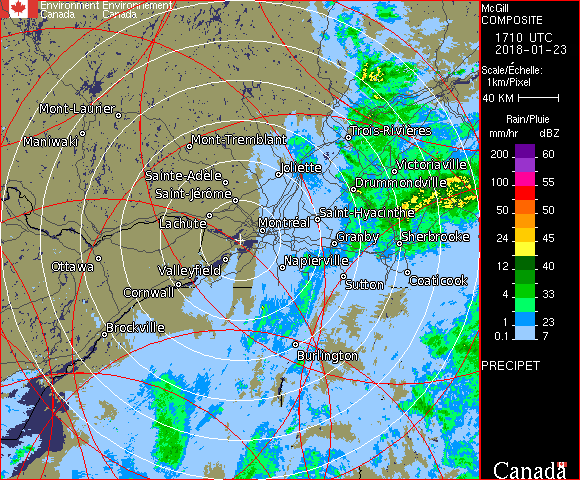 Environment Environnement
Canada Canada
McGill
COMPOSITE
1710 UTC
2018-01-23
Scale/Échelle:
1km/Pixel
40 KM
Rain/Pluie
mm/hr dBZ
200 60
100 55
50 50
24 45
12 40
4 33
1 23
0.1 7
PRECIPET
Canada
Mont-Laurier
Maniwaki
Mont-Tremblant
Trois-Rivières
Joliette
Victoriaville
Sainte-Adèle
Drummondville
Saint-Jérôme
Saint-Hyacinthe
Lachute
Montréal
Granby
Sherbrooke
Ottawa
Valleyfield
Napierville
Coaticook
Cornwall
Sutton
Brockville
Burlington